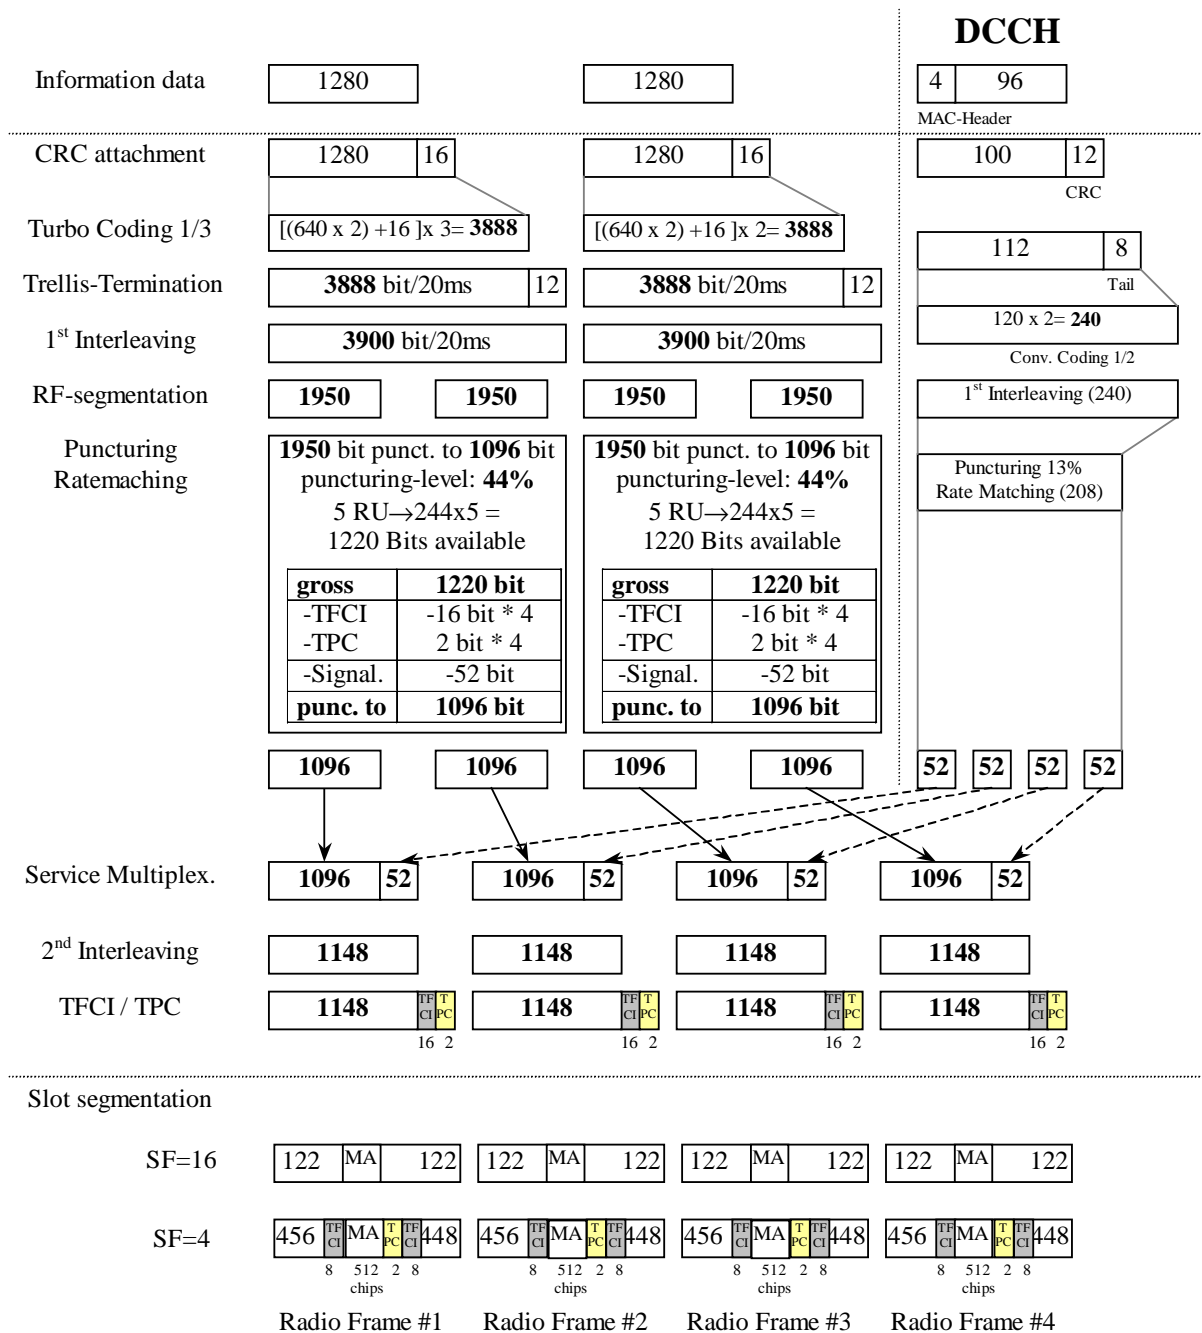 DCCH
Information data 1280 1280 4 96
MAC-Header
CRC attachment 1280 16 1280 16 100 12
CRC
Turbo Coding 1/3 [(640 x 2) +16 ]x 3= 3888 [(640 x 2) +16 ]x 2= 3888
112 8
Tail
Trellis-Termination 3888 bit/20ms 12 3888 bit/20ms 12
120 x 2= 240
Conv. Coding 1/2
1st Interleaving 3900 bit/20ms 3900 bit/20ms
RF-segmentation 1950 1950 1950 1950 1st Interleaving (240)
Puncturing
Ratemaching
1950 bit punct. to 1096 bit
puncturing-level: 44%
5 RU→244x5 =
1220 Bits available
gross 1220 bit
-TFCI -16 bit * 4
-TPC 2 bit * 4
-Signal. -52 bit
punc. to 1096 bit
1950 bit punct. to 1096 bit
puncturing-level: 44%
5 RU→244x5 =
1220 Bits available
gross 1220 bit
-TFCI -16 bit * 4
-TPC 2 bit * 4
-Signal. -52 bit
punc. to 1096 bit
Puncturing 13%
Rate Matching (208)
1096 1096 1096 1096 52 52 52 52
Service Multiplex. 1096 52 1096 52 1096 52 1096 52
2nd Interleaving 1148 1148 1148 1148
TFCI / TPC 1148 TF CI T PC 1148 TF CI T PC 1148 TF CI T PC 1148 TF CI T PC
16 2 16 2 16 2 16 2
Slot segmentation
SF=16 122 MA 122 122 MA 122 122 MA 122 122 MA 122
SF=4 456 TF CI MA T PC TF CI 448 456 TF CI MA T PC TF CI 448 456 TF CI MA T PC TF CI 448 456 TF CI MA T PC TF CI 448
8 512 2 8 8 512 2 8 8 512 2 8 8 512 2 8
chips chips chips chips
Radio Frame #1 Radio Frame #2 Radio Frame #3 Radio Frame #4